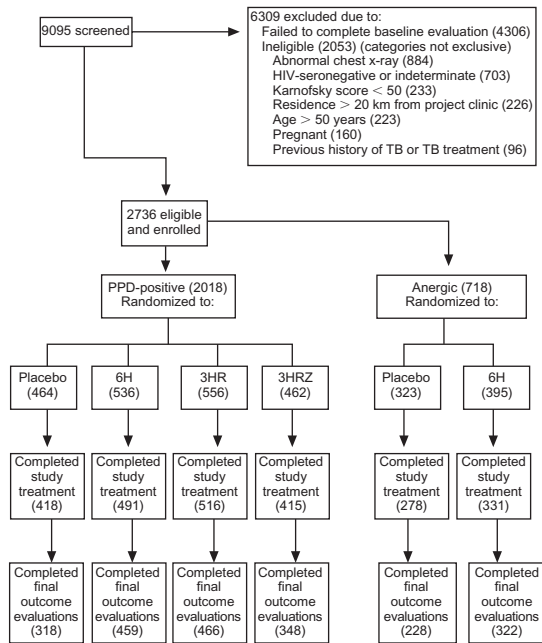 9095 screened
6309 excluded due to:
Failed to complete baseline evaluation (4306)
Ineligible (2053) (categories not exclusive)
Abnormal chest x-ray (884)
HIV-seronegative or indeterminate (703)
Karnofsky score < 50 (233)
Residence > 20 km from project clinic (226)
Age > 50 years (223)
Pregnant (160)
Previous history of TB or TB treatment (96)
2736 eligible
and enrolled
PPD-positive (2018)
Randomized to:
Anergic (718)
Randomized to:
Placebo
(464)
6H
(536)
3HR
(556)
3HRZ
(462)
Placebo
(323)
6H
(395)
Completed
study
treatment
(418)
Completed
study
treatment
(491)
Completed
study
treatment
(516)
Completed
study
treatment
(415)
Completed
study
treatment
(278)
Completed
study
treatment
(331)
Completed
final
outcome
evaluations
(318)
Completed
final
outcome
evaluations
(459)
Completed
final
outcome
evaluations
(466)
Completed
final
outcome
evaluations
(348)
Completed
final
outcome
evaluations
(228)
Completed
final
outcome
evaluations
(322)